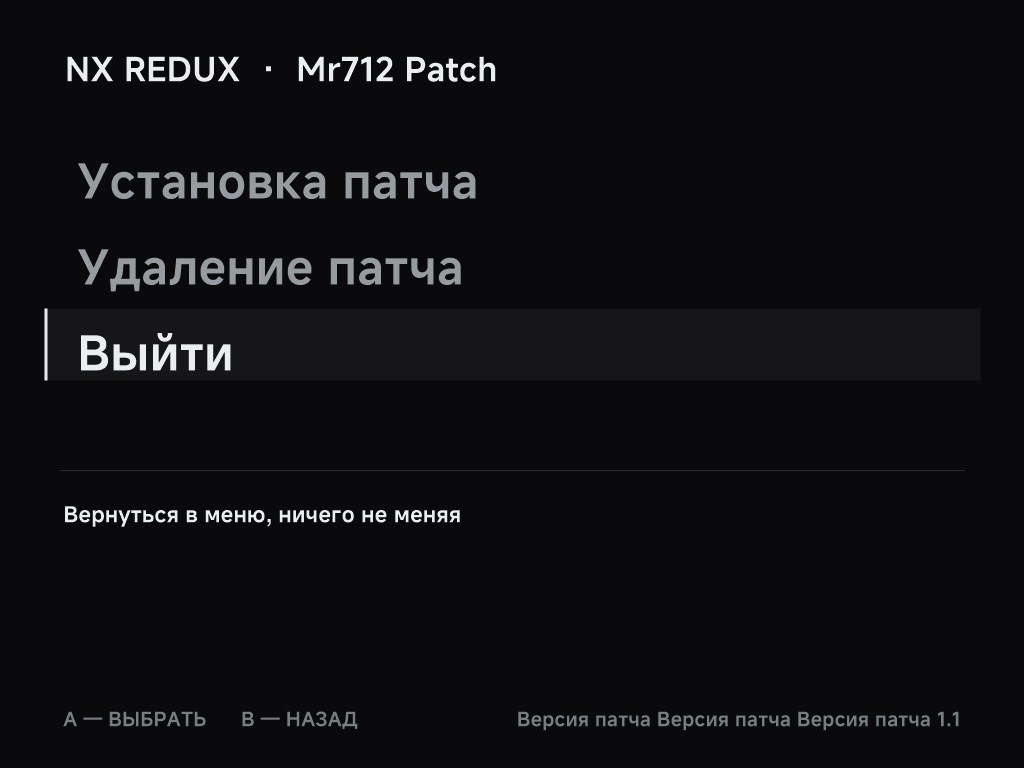 NX REDUX · Mr712 Patch
Установка патча
Удаление патча
Выйти
Вернуться в меню, ничего не меняя
A — ВЫБРАТЬ B — НАЗАД Версия патча Версия патча Версия патча 1.1